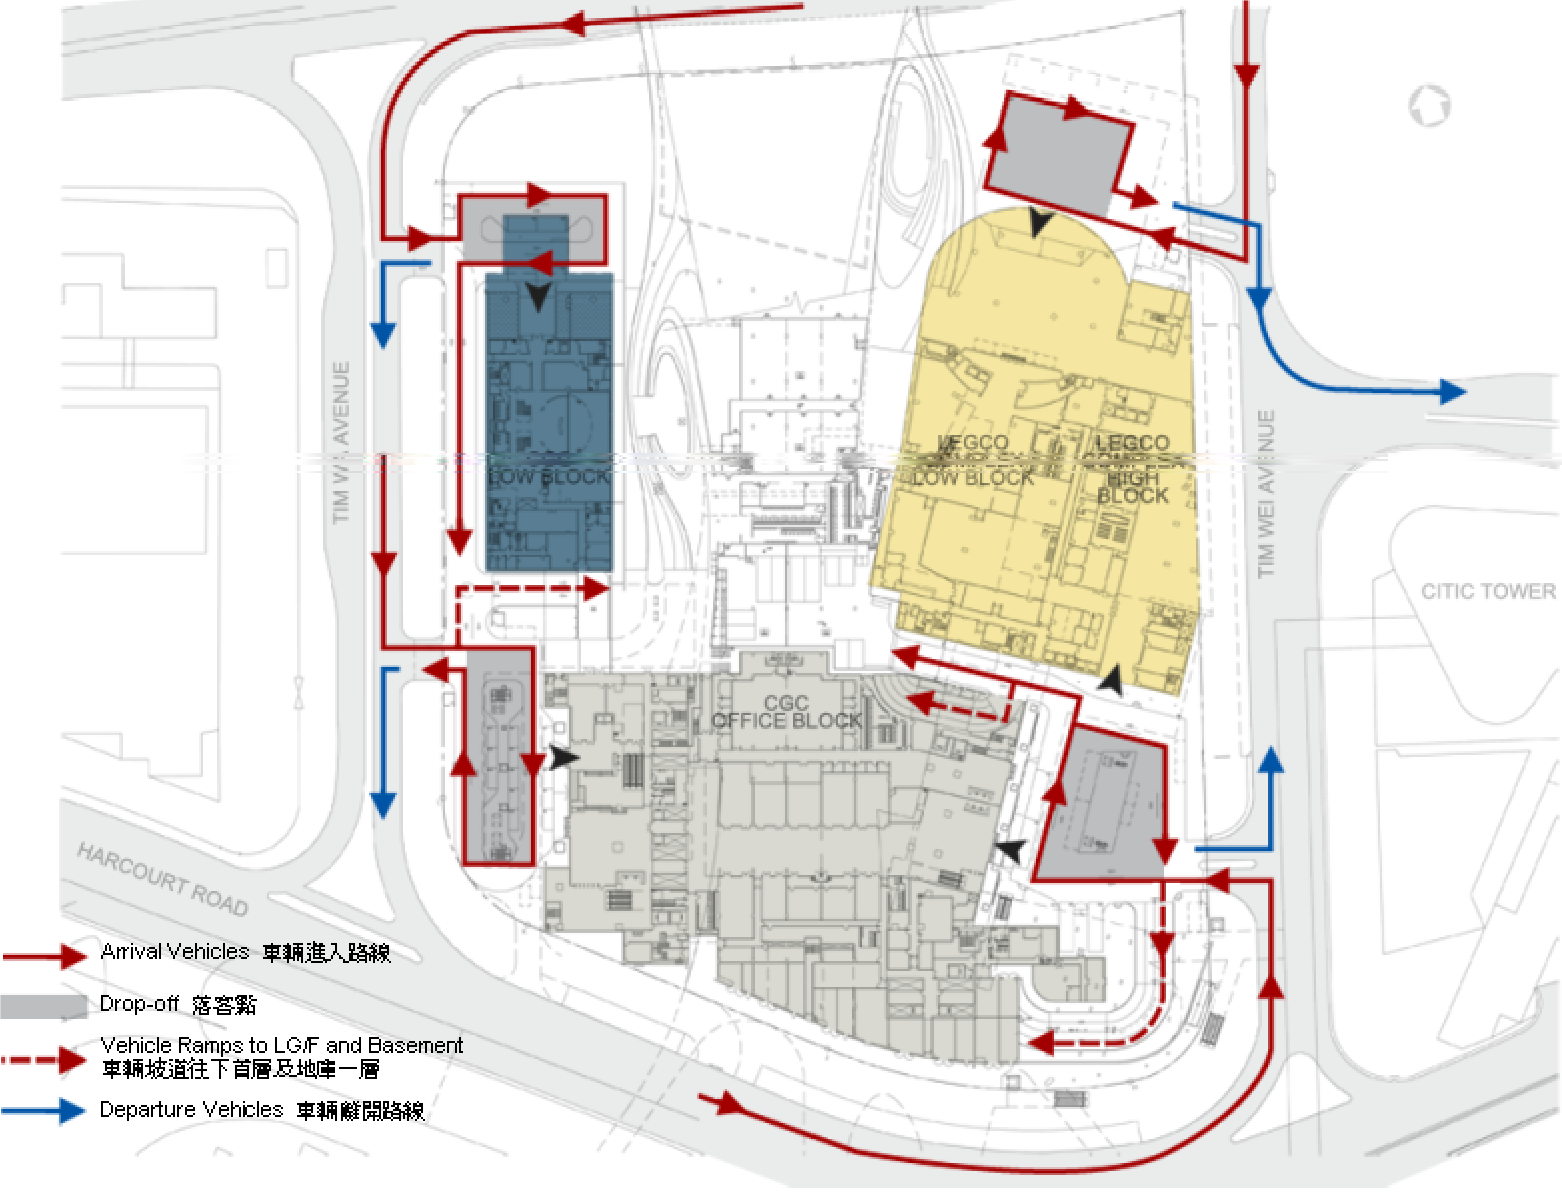 TIM WA AVENUE
LOW BLOCK
LEGCO
COMPLEX
LOW BLOCK
LEGCO
COMPLEX
HIGH
BLOCK
TIM WEI AVENUE
CITIC TOWER
CGC
OFFICE BLOCK
HARCOURT ROAD
Arrival Vehicles 車輛進入路線
Drop-off 落客點
Vehicle Ramps to LG/F and Basement
車輛坡道往下首層及地庫一層
Departure Vehicles 車輛離開路線